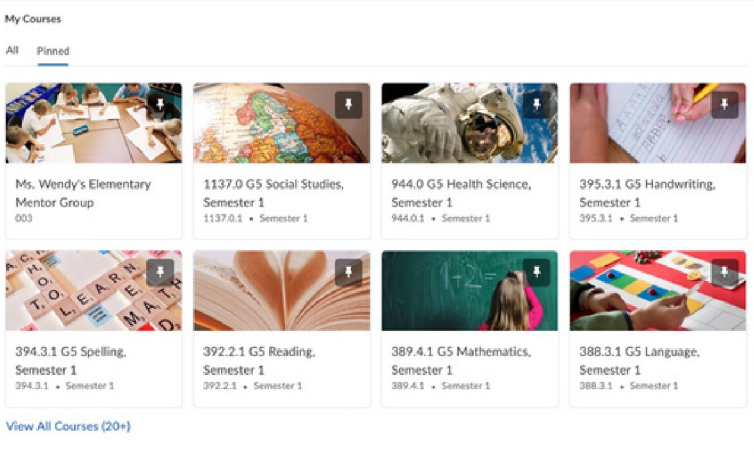 My Courses
All Pinned
Ms. Wendy's Elementary
Mentor Group
003
1137.0 G5 Social Studies,
Semester 1
1137.0.1 • Semester 1
944.0 G5 Health Science,
Semester 1
944.0.1 • Semester 1
395.3.1 G5 Handwriting,
Semester 1
395.3.1 • Semester 1
LEARN
MATH
394.3.1 G5 Spelling,
Semester 1
394.3.1 • Semester 1
392.2.1 G5 Reading,
Semester 1
392.2.1 • Semester 1
1+2=
389.4.1 G5 Mathematics,
Semester 1
389.4.1 • Semester 1
388.3.1 G5 Language,
Semester 1
388.3.1 • Semester 1
View All Courses (20+)